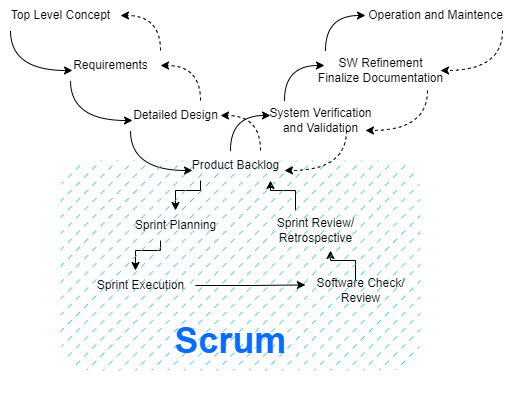 Top Level Concept
Operation and Maintence
Requirements
SW Refinement
Finalize Documentation
Detailed Design
System Verification
and Validation
Product Backlog
Sprint Planning
Sprint Review/
Retrospective
Sprint Execution
Software Check/
Review
Scrum